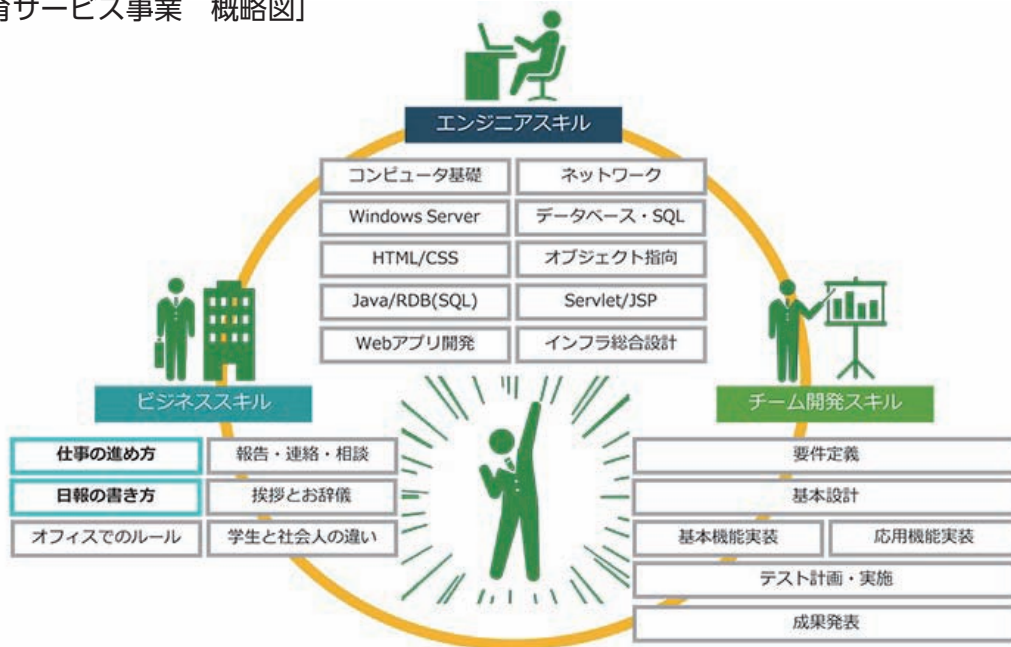 育サービス事業　概略図］
エンジニアスキル
コンピュータ基礎
ネットワーク
Windows Server
データベース・SQL
HTML/CSS
オブジェクト指向
Java/RDB(SQL)
Servlet/JSP
Webアプリ開発
インフラ総合設計
ビジネススキル
仕事の進め方
報告・連絡・相談
日報の書き方
挨拶とお辞儀
オフィスでのルール
学生と社会人の違い
チーム開発スキル
要件定義
基本設計
基本機能実装
応用機能実装
テスト計画・実施
成果発表